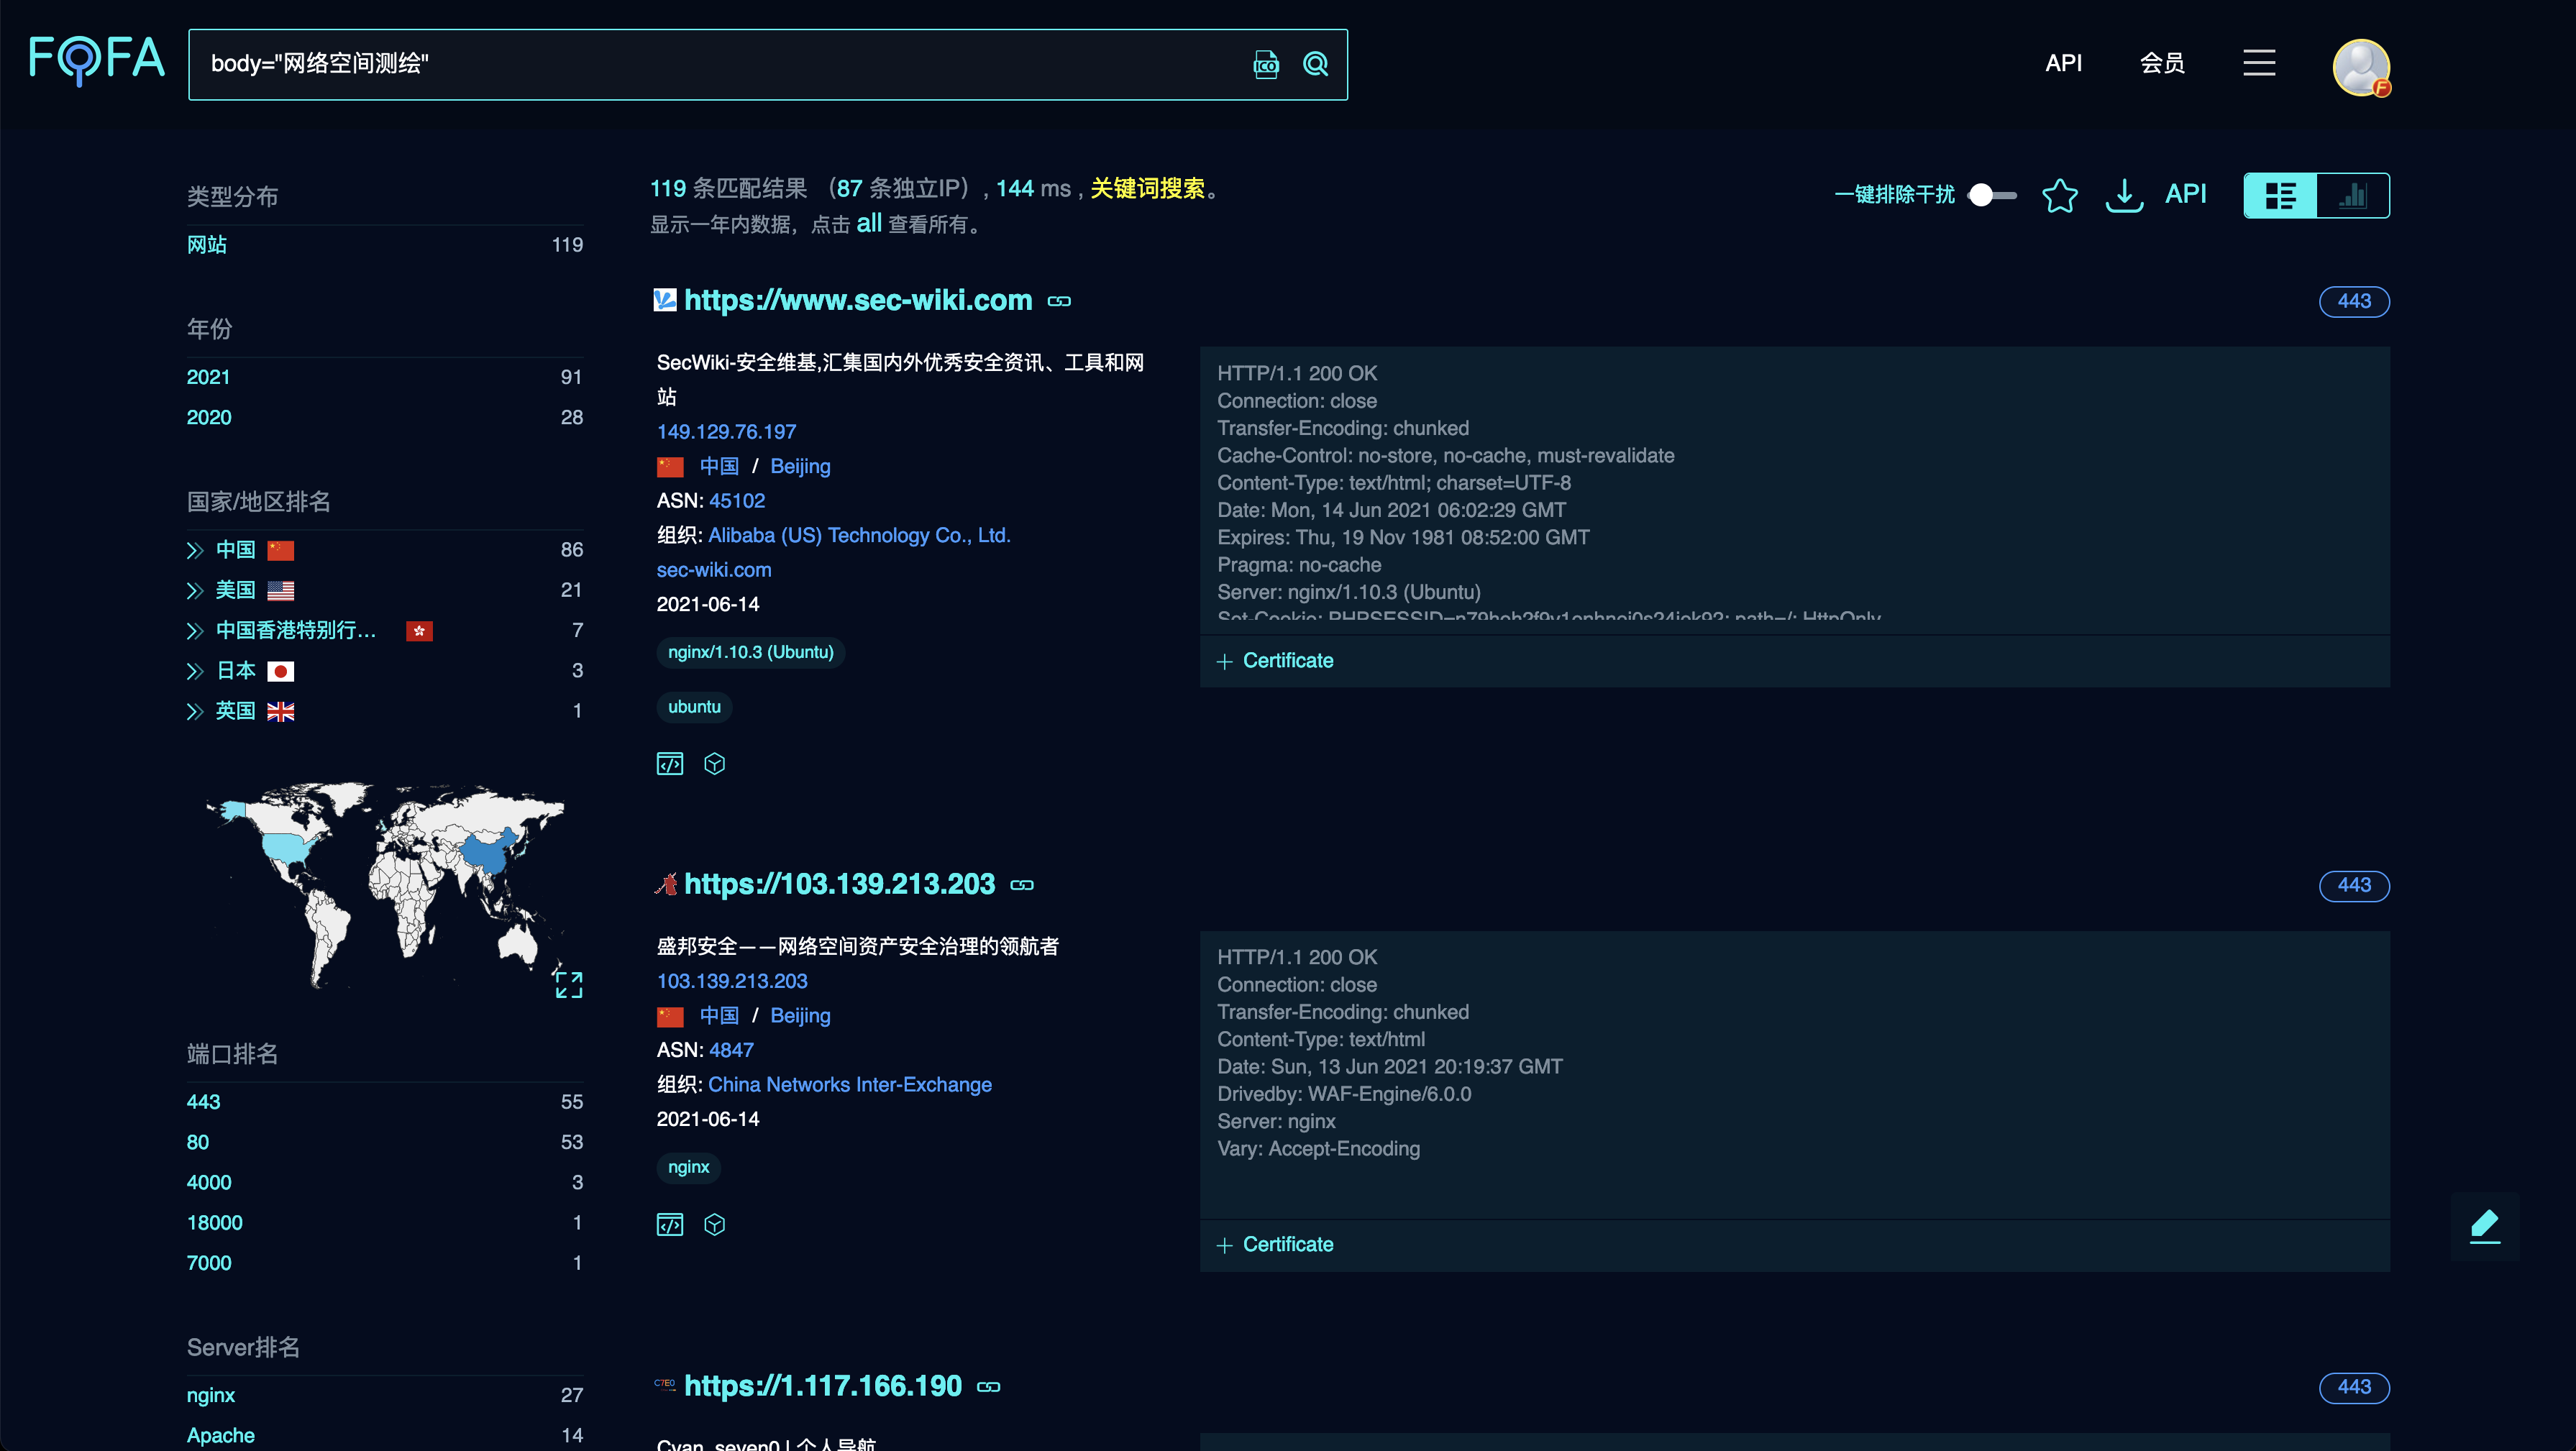 FOFA
body="网络空间测绘"
ICO
API
会员
F
类型分布
网站 119
年份
2021 91
2020 28
国家/地区排名
中国 86
美国 21
中国香港特别行... 7
日本 3
英国 1
端口排名
443 55
80 53
4000 3
18000 1
7000 1
Server排名
nginx 27
Apache 14
119 条匹配结果 （87 条独立IP）, 144 ms , 关键词搜索。
显示一年内数据，点击 all 查看所有。
一键排除干扰
API
https://www.sec-wiki.com
443
SecWiki-安全维基,汇集国内外优秀安全资讯、工具和网
站
149.129.76.197
中国 / Beijing
ASN: 45102
组织: Alibaba (US) Technology Co., Ltd.
sec-wiki.com
2021-06-14
nginx/1.10.3 (Ubuntu)
ubuntu
HTTP/1.1 200 OK
Connection: close
Transfer-Encoding: chunked
Cache-Control: no-store, no-cache, must-revalidate
Content-Type: text/html; charset=UTF-8
Date: Mon, 14 Jun 2021 06:02:29 GMT
Expires: Thu, 19 Nov 1981 08:52:00 GMT
Pragma: no-cache
Server: nginx/1.10.3 (Ubuntu)
Set-Cookie: path=/; HttpOnly
Certificate
https://103.139.213.203
443
盛邦安全——网络空间资产安全治理的领航者
103.139.213.203
中国 / Beijing
ASN: 4847
组织: China Networks Inter-Exchange
2021-06-14
nginx
HTTP/1.1 200 OK
Connection: close
Transfer-Encoding: chunked
Content-Type: text/html
Date: Sun, 13 Jun 2021 20:19:37 GMT
Drivedby: WAF-Engine/6.0.0
Server: nginx
Vary: Accept-Encoding
Certificate
C7E0
https://1.117.166.190
443
Cyan_seven0 | 个人导航